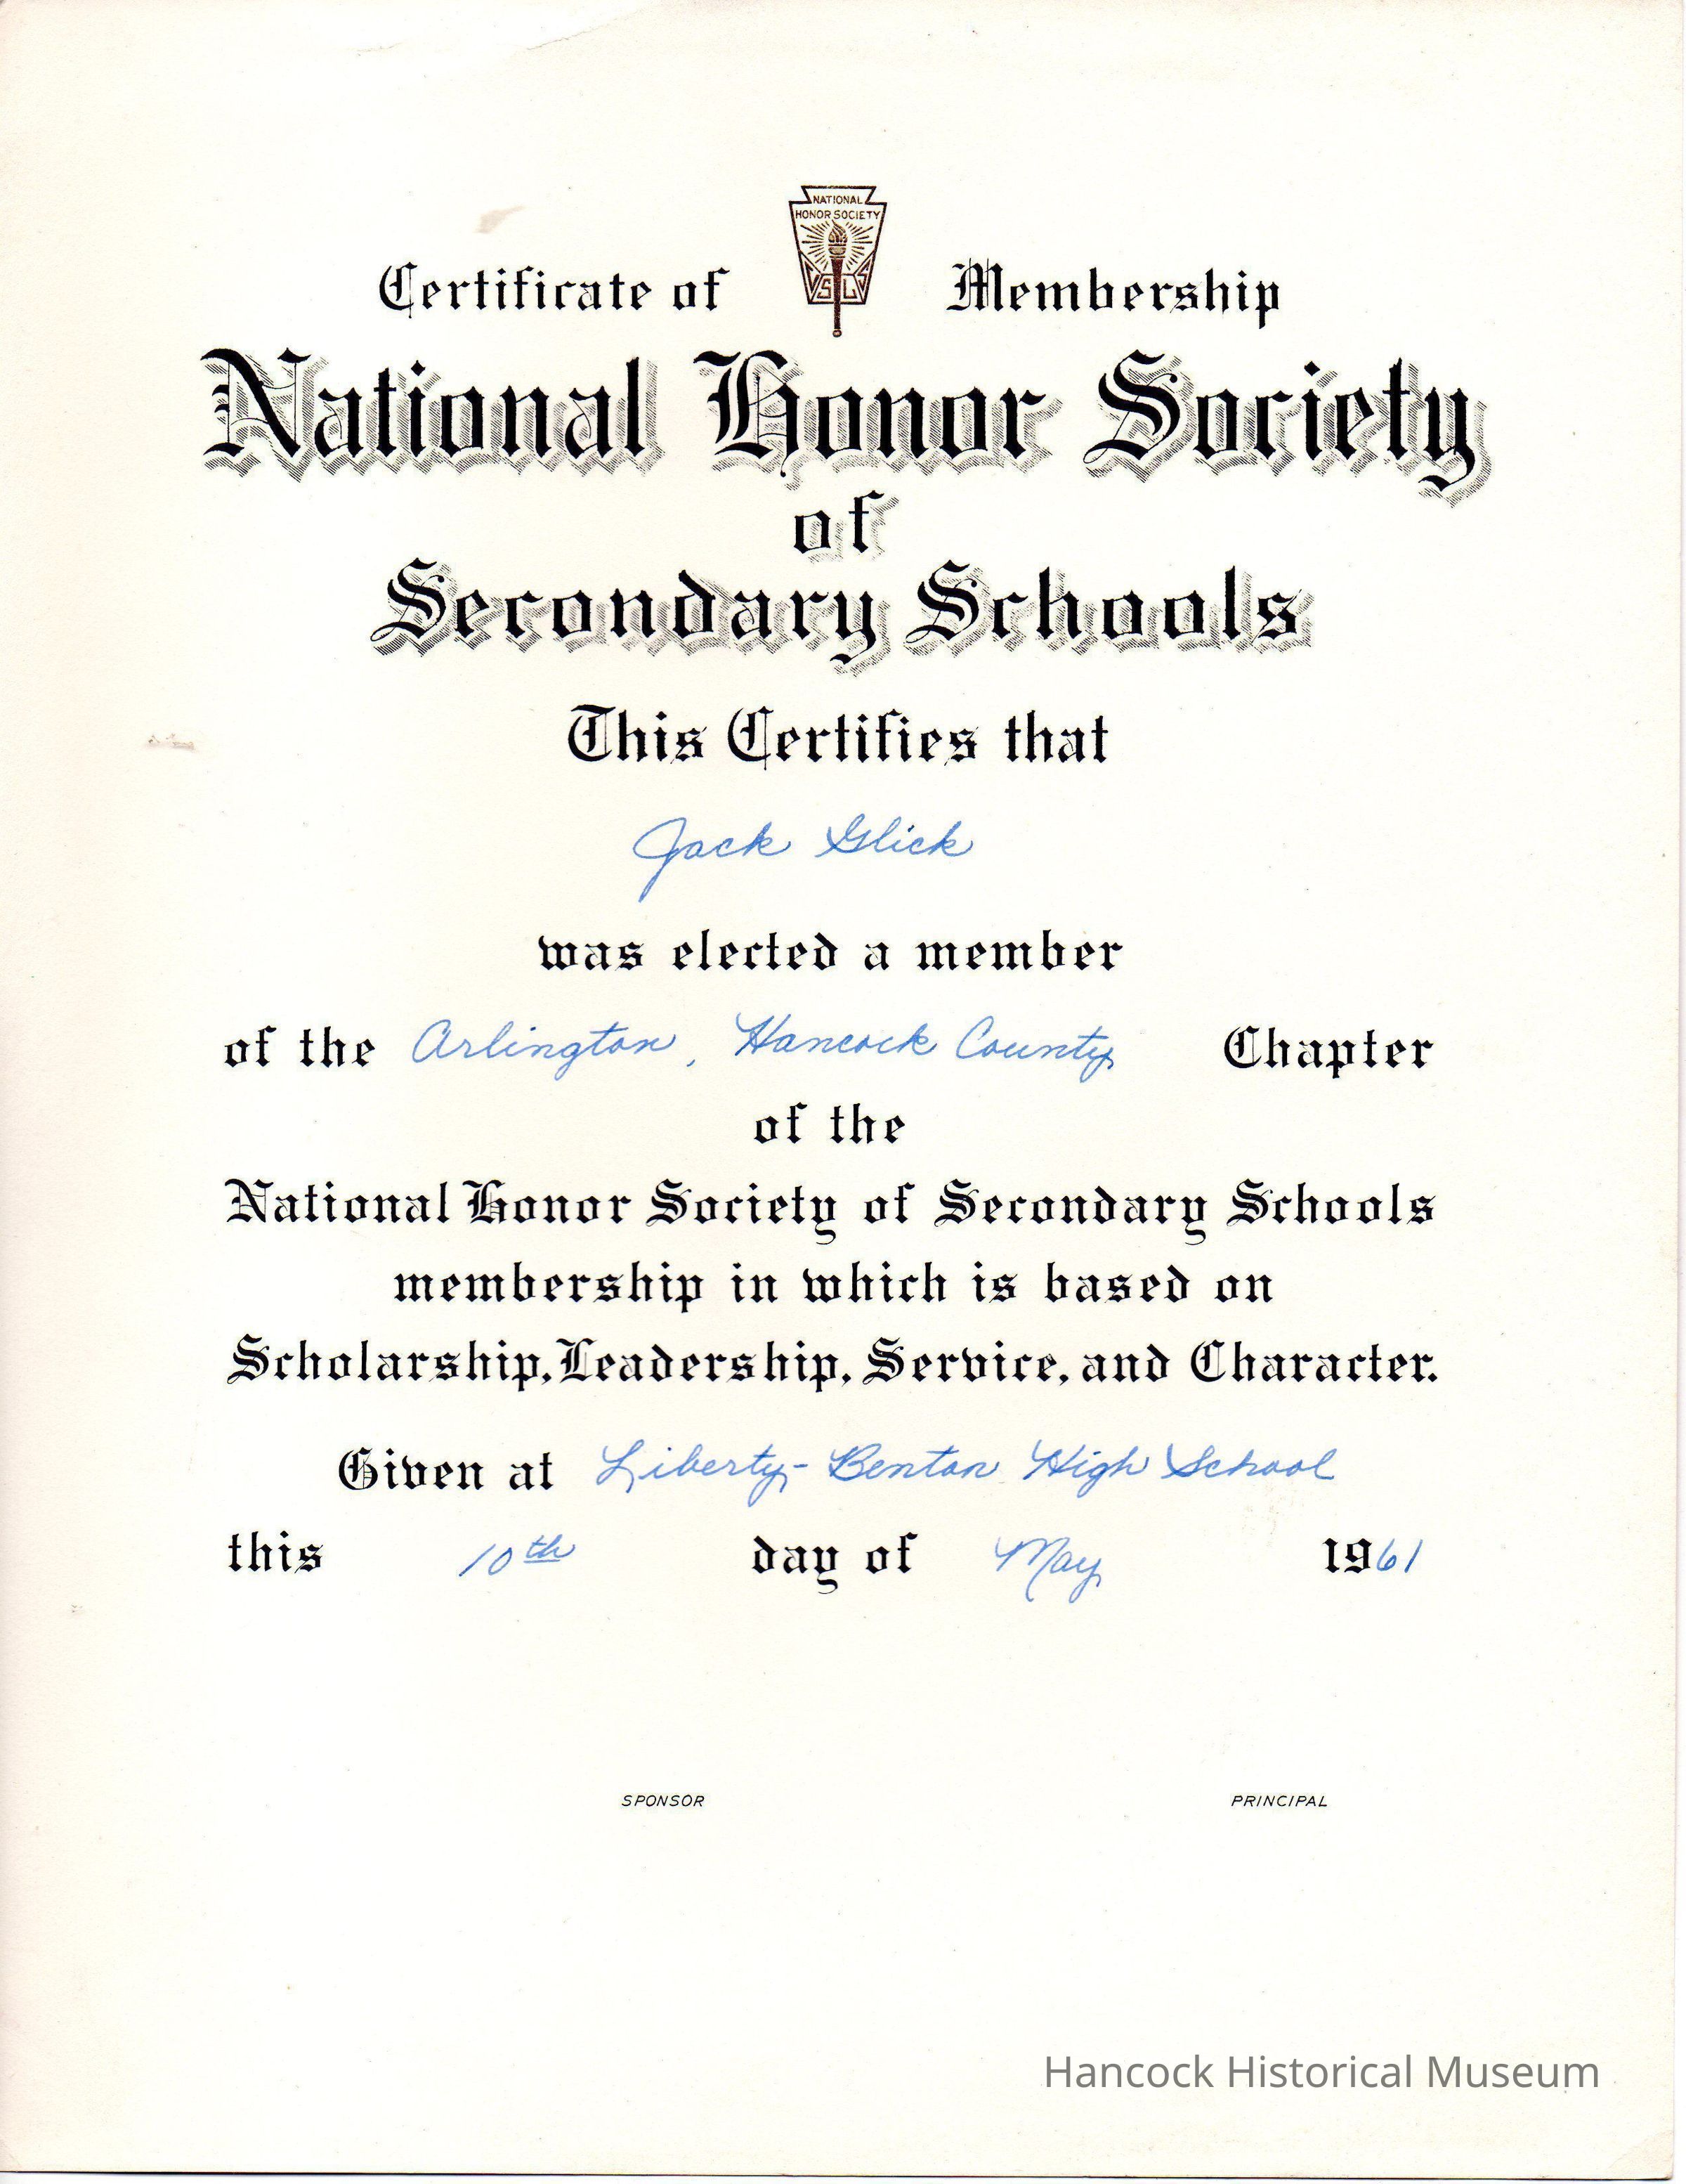 NATIONAL
HONOR SOCIETY
CSLS
Certificate of Membership
National Honor Society
of
Secondary Schools
This Certifies that
Jack Glick
was elected a member
of the Arlington, Hancock County Chapter
of the
National Honor Society of Secondary Schools
membership in which is based on
Scholarship, Leadership, Service, and Character.
Given at Liberty-Benton High School
this 10th day of May 1961
SPONSOR PRINCIPAL
Hancock Historical Museum